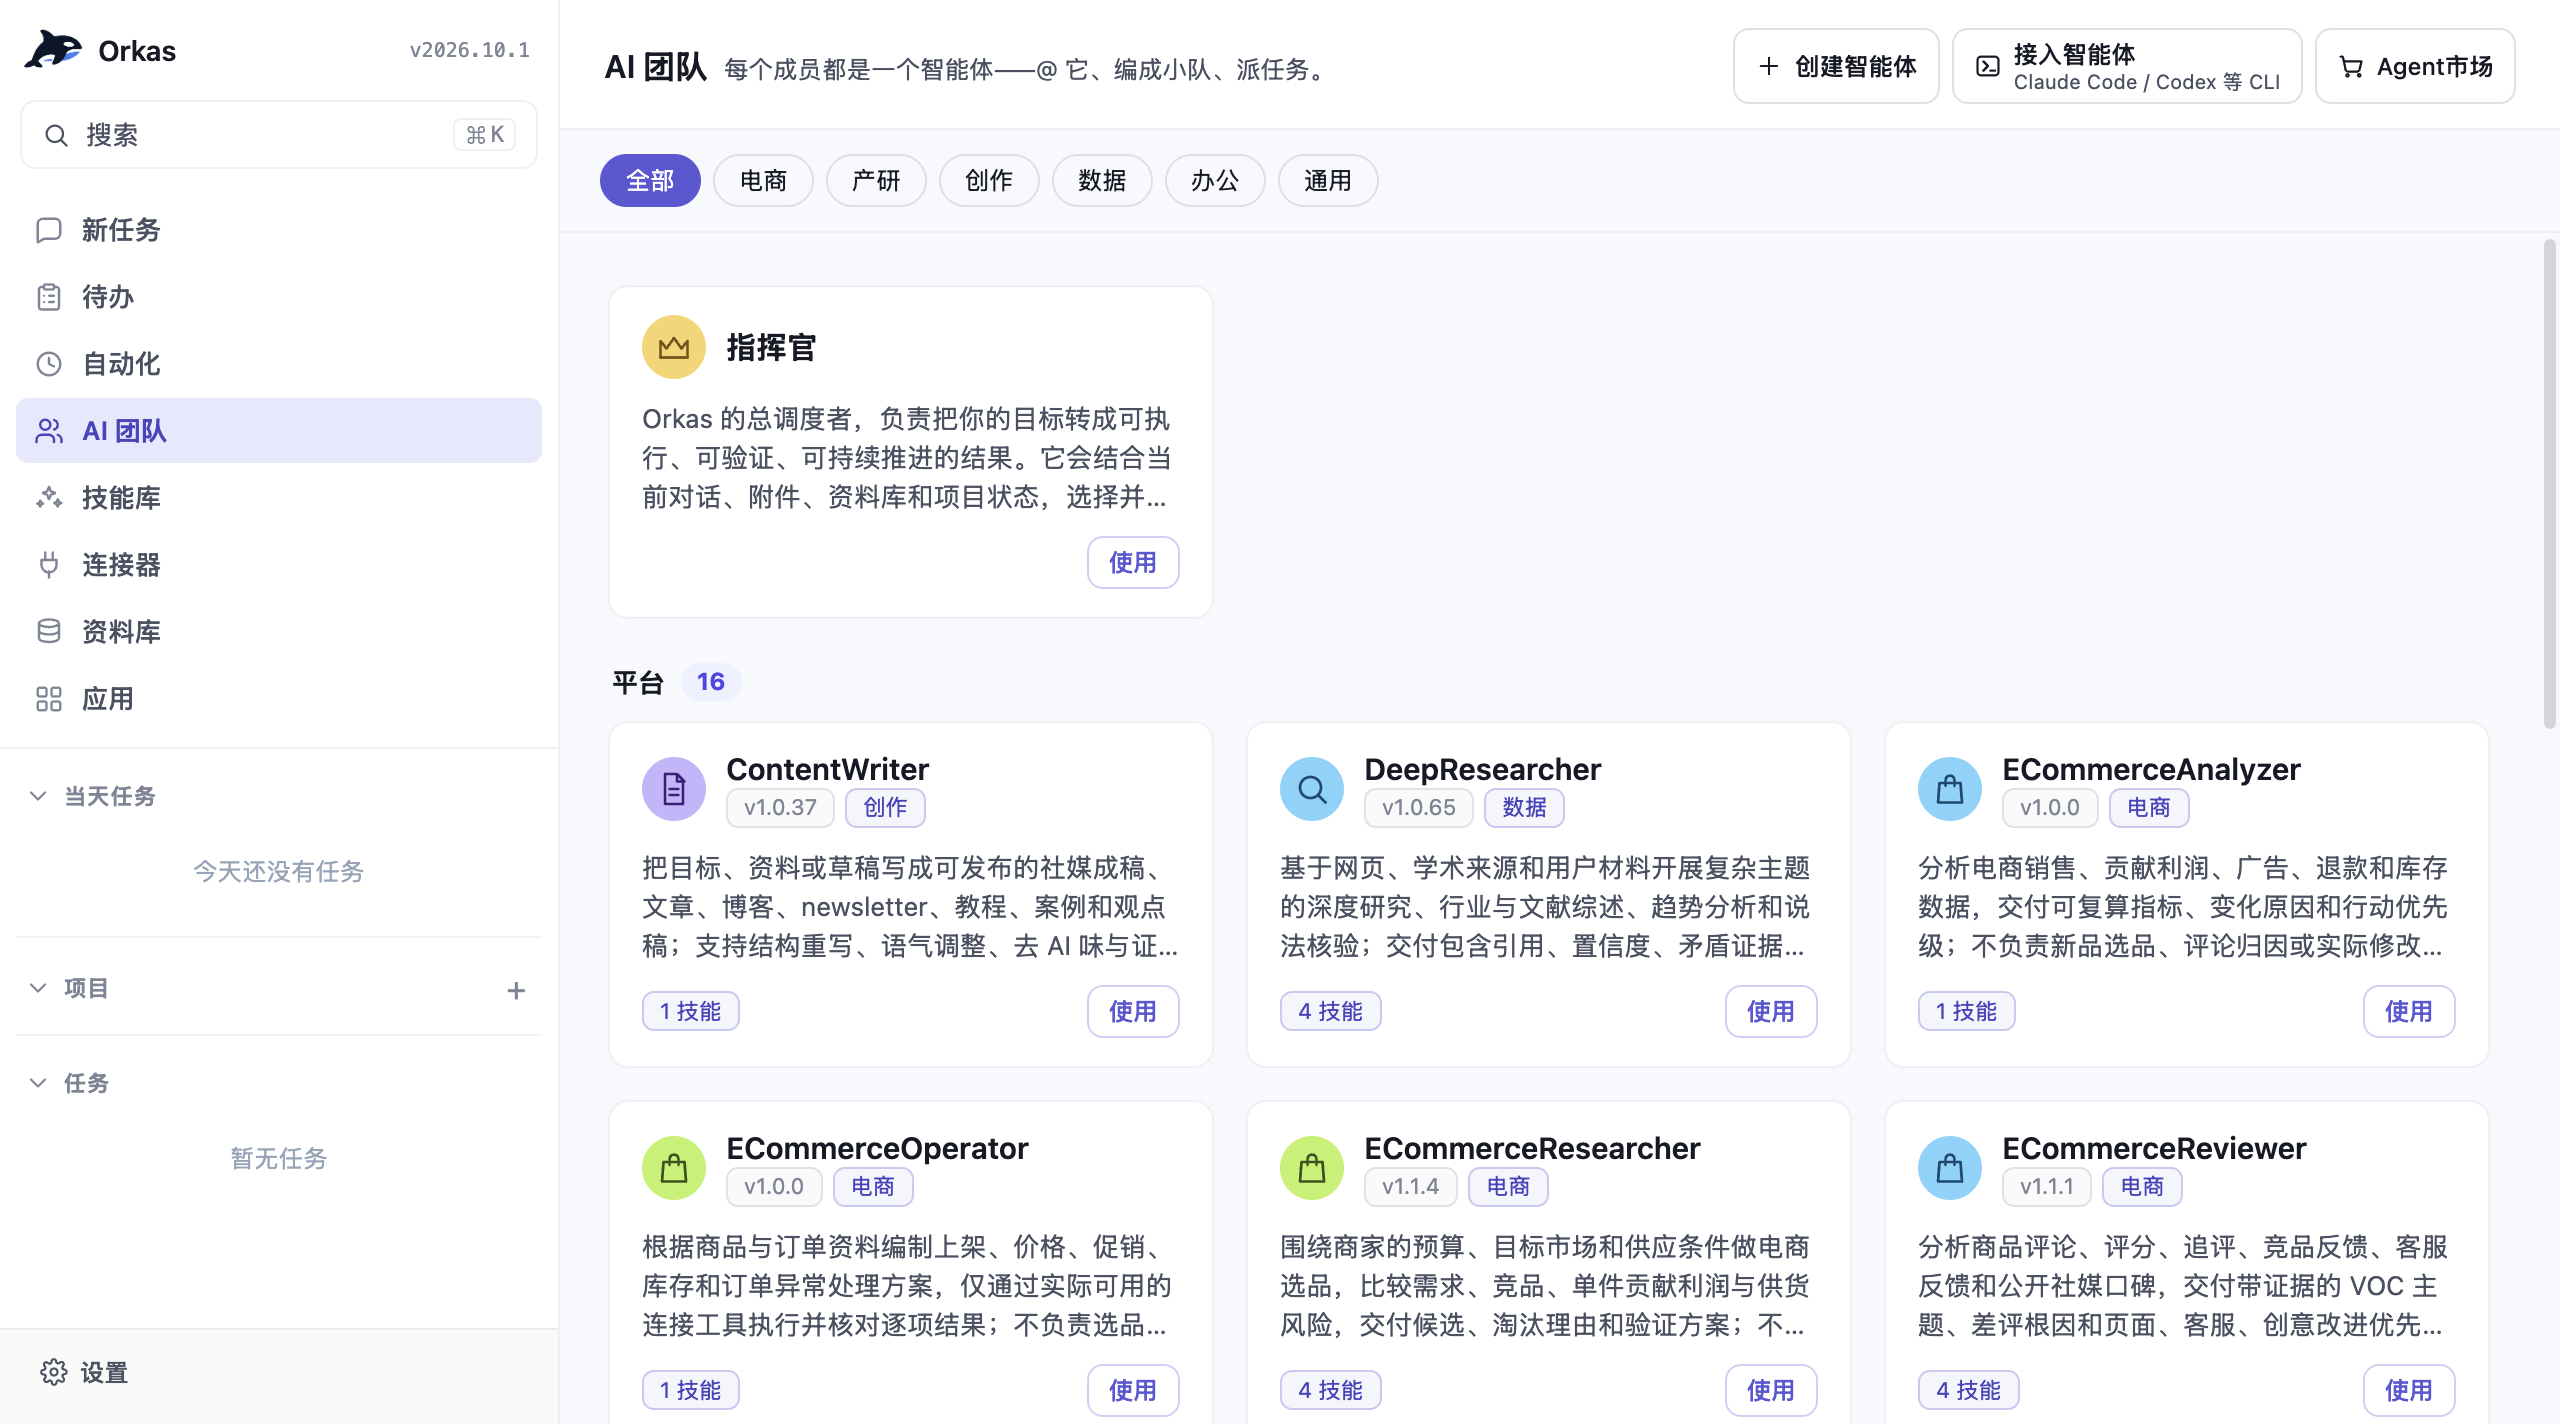 Orkas
v2026.10.1
搜索
⌘K
新任务
待办
自动化
AI 团队
技能库
连接器
资料库
应用
当天任务
今天还没有任务
项目
任务
暂无任务
设置
AI 团队 每个成员都是一个智能体——@ 它、编成小队、派任务。
创建智能体
接入智能体
Claude Code / Codex 等 CLI
Agent市场
全部 电商 产研 创作 数据 办公 通用
指挥官
Orkas 的总调度者，负责把你的目标转成可执
行、可验证、可持续推进的结果。它会结合当
前对话、附件、资料库和项目状态，选择并...
使用
平台 16
ContentWriter
v1.0.37 创作
把目标、资料或草稿写成可发布的社媒成稿、
文章、博客、newsletter、教程、案例和观点
稿；支持结构重写、语气调整、去 AI 味与证...
1 技能 使用
DeepResearcher
v1.0.65 数据
基于网页、学术来源和用户材料开展复杂主题
的深度研究、行业与文献综述、趋势分析和说
法核验；交付包含引用、置信度、矛盾证据...
4 技能 使用
ECommerceAnalyzer
v1.0.0 电商
分析电商销售、贡献利润、广告、退款和库存
数据，交付可复算指标、变化原因和行动优先
级；不负责新品选品、评论归因或实际修改...
1 技能 使用
ECommerceOperator
v1.0.0 电商
根据商品与订单资料编制上架、价格、促销、
库存和订单异常处理方案，仅通过实际可用的
连接工具执行并核对逐项结果；不负责选品...
1 技能 使用
ECommerceResearcher
v1.1.4 电商
围绕商家的预算、目标市场和供应条件做电商
选品，比较需求、竞品、单件贡献利润与供货
风险，交付候选、淘汰理由和验证方案；不...
4 技能 使用
ECommerceReviewer
v1.1.1 电商
分析商品评论、评分、追评、竞品反馈、客服
反馈和公开社媒口碑，交付带证据的 VOC 主
题、差评根因和页面、客服、创意改进优先...
4 技能 使用